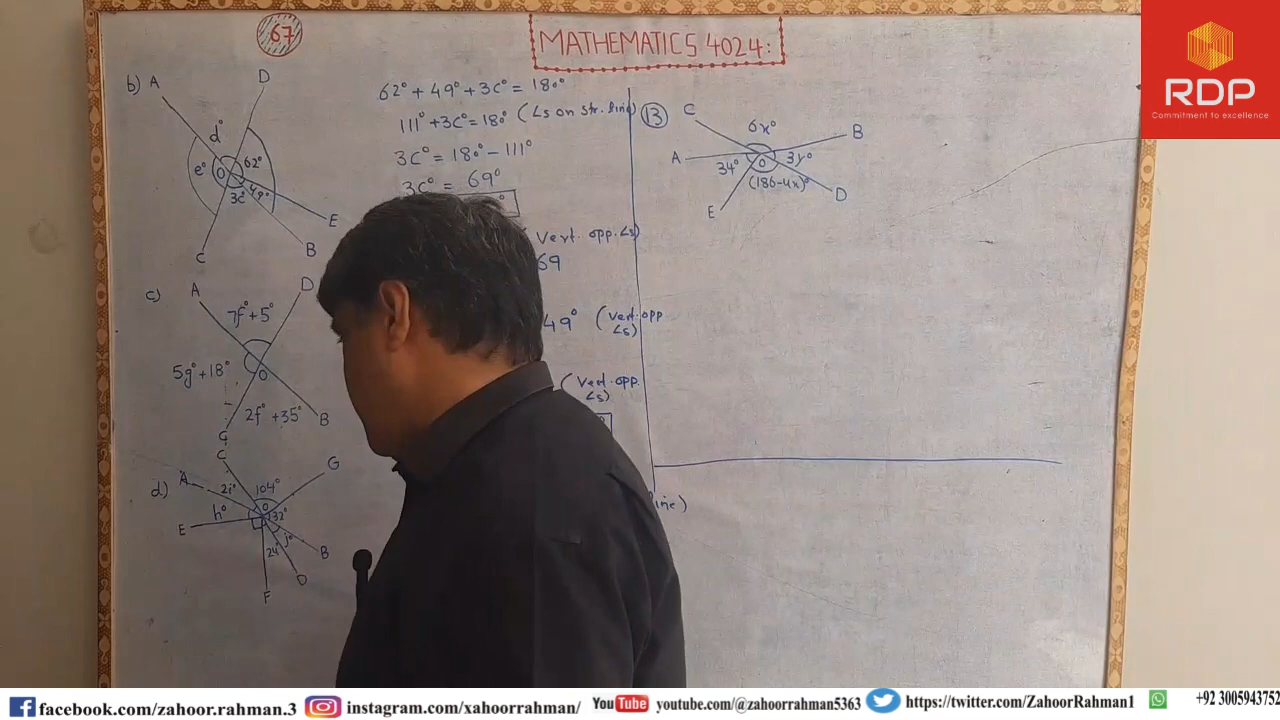 67
MATHEMATICS 4024:
RDP
Commitment to excellence
b) A
D
d°
e°
O
62°
49°
3c°
E
B
C
62° + 49° + 3c° = 180°
111° + 3c° = 180° (∠s on str. line)
3c° = 180° - 111°
3c° = 69°
Vert. opp. ∠s)
69
49° (Vert. opp
∠s)
(Vert. opp.
∠s)
line)
c) A
D
7f° + 5°
5g° + 18°
O
2f° + 35°
B
C
d) C
G
A
2i°
104°
O
E
h°
32°
j°
24°
B
D
F
13
C
6x°
B
A
34°
O
3y°
(186-4x)°
D
E
facebook.com/zahoor.rahman.3
instagram.com/xahoorrahman/
YouTube youtube.com/@zahoorrahman5363
https://twitter.com/ZahoorRahman1
+92 3005943752